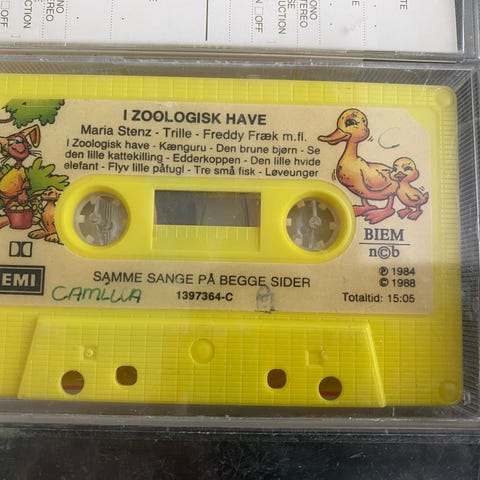 I ZOOLOGISK HAVE
Maria Stenz - Trille - Freddy Fræk m.fl.
I Zoologisk have - Kænguru - Den brune bjørn - Se
den lille kattekilling - Edderkoppen - Den lille hvide
elefant - Flyv lille påfugl - Tre små fisk - Løveunger
C
BIEM
n©b
EMI
SAMME SANGE PÅ BEGGE SIDER
℗ 1984
© 1988
CAMILLA
1397364-C
Totaltid: 15:05